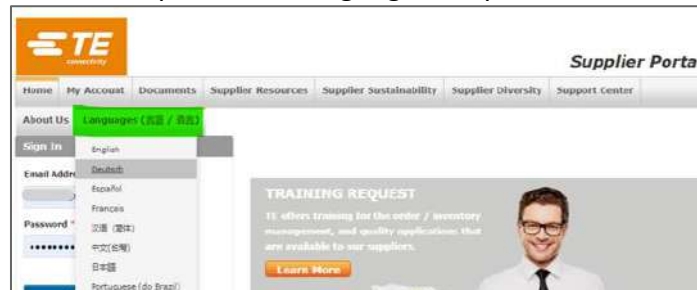 TE
connectivity
Supplier Porta
Home My Account Documents Supplier Resources Supplier Sustainability Supplier Diversity Support Center
About Us Languages (言語 / 语言)
Sign In
English
Deutsch
Email Addre
Español
Français
Password *
汉语 (简体)
中文(台灣)
日本語
Portuguese (do Brazil)
TRAINING REQUEST
TE offers training for the order / inventory
management, and quality applications that
are available to our suppliers.
Learn More